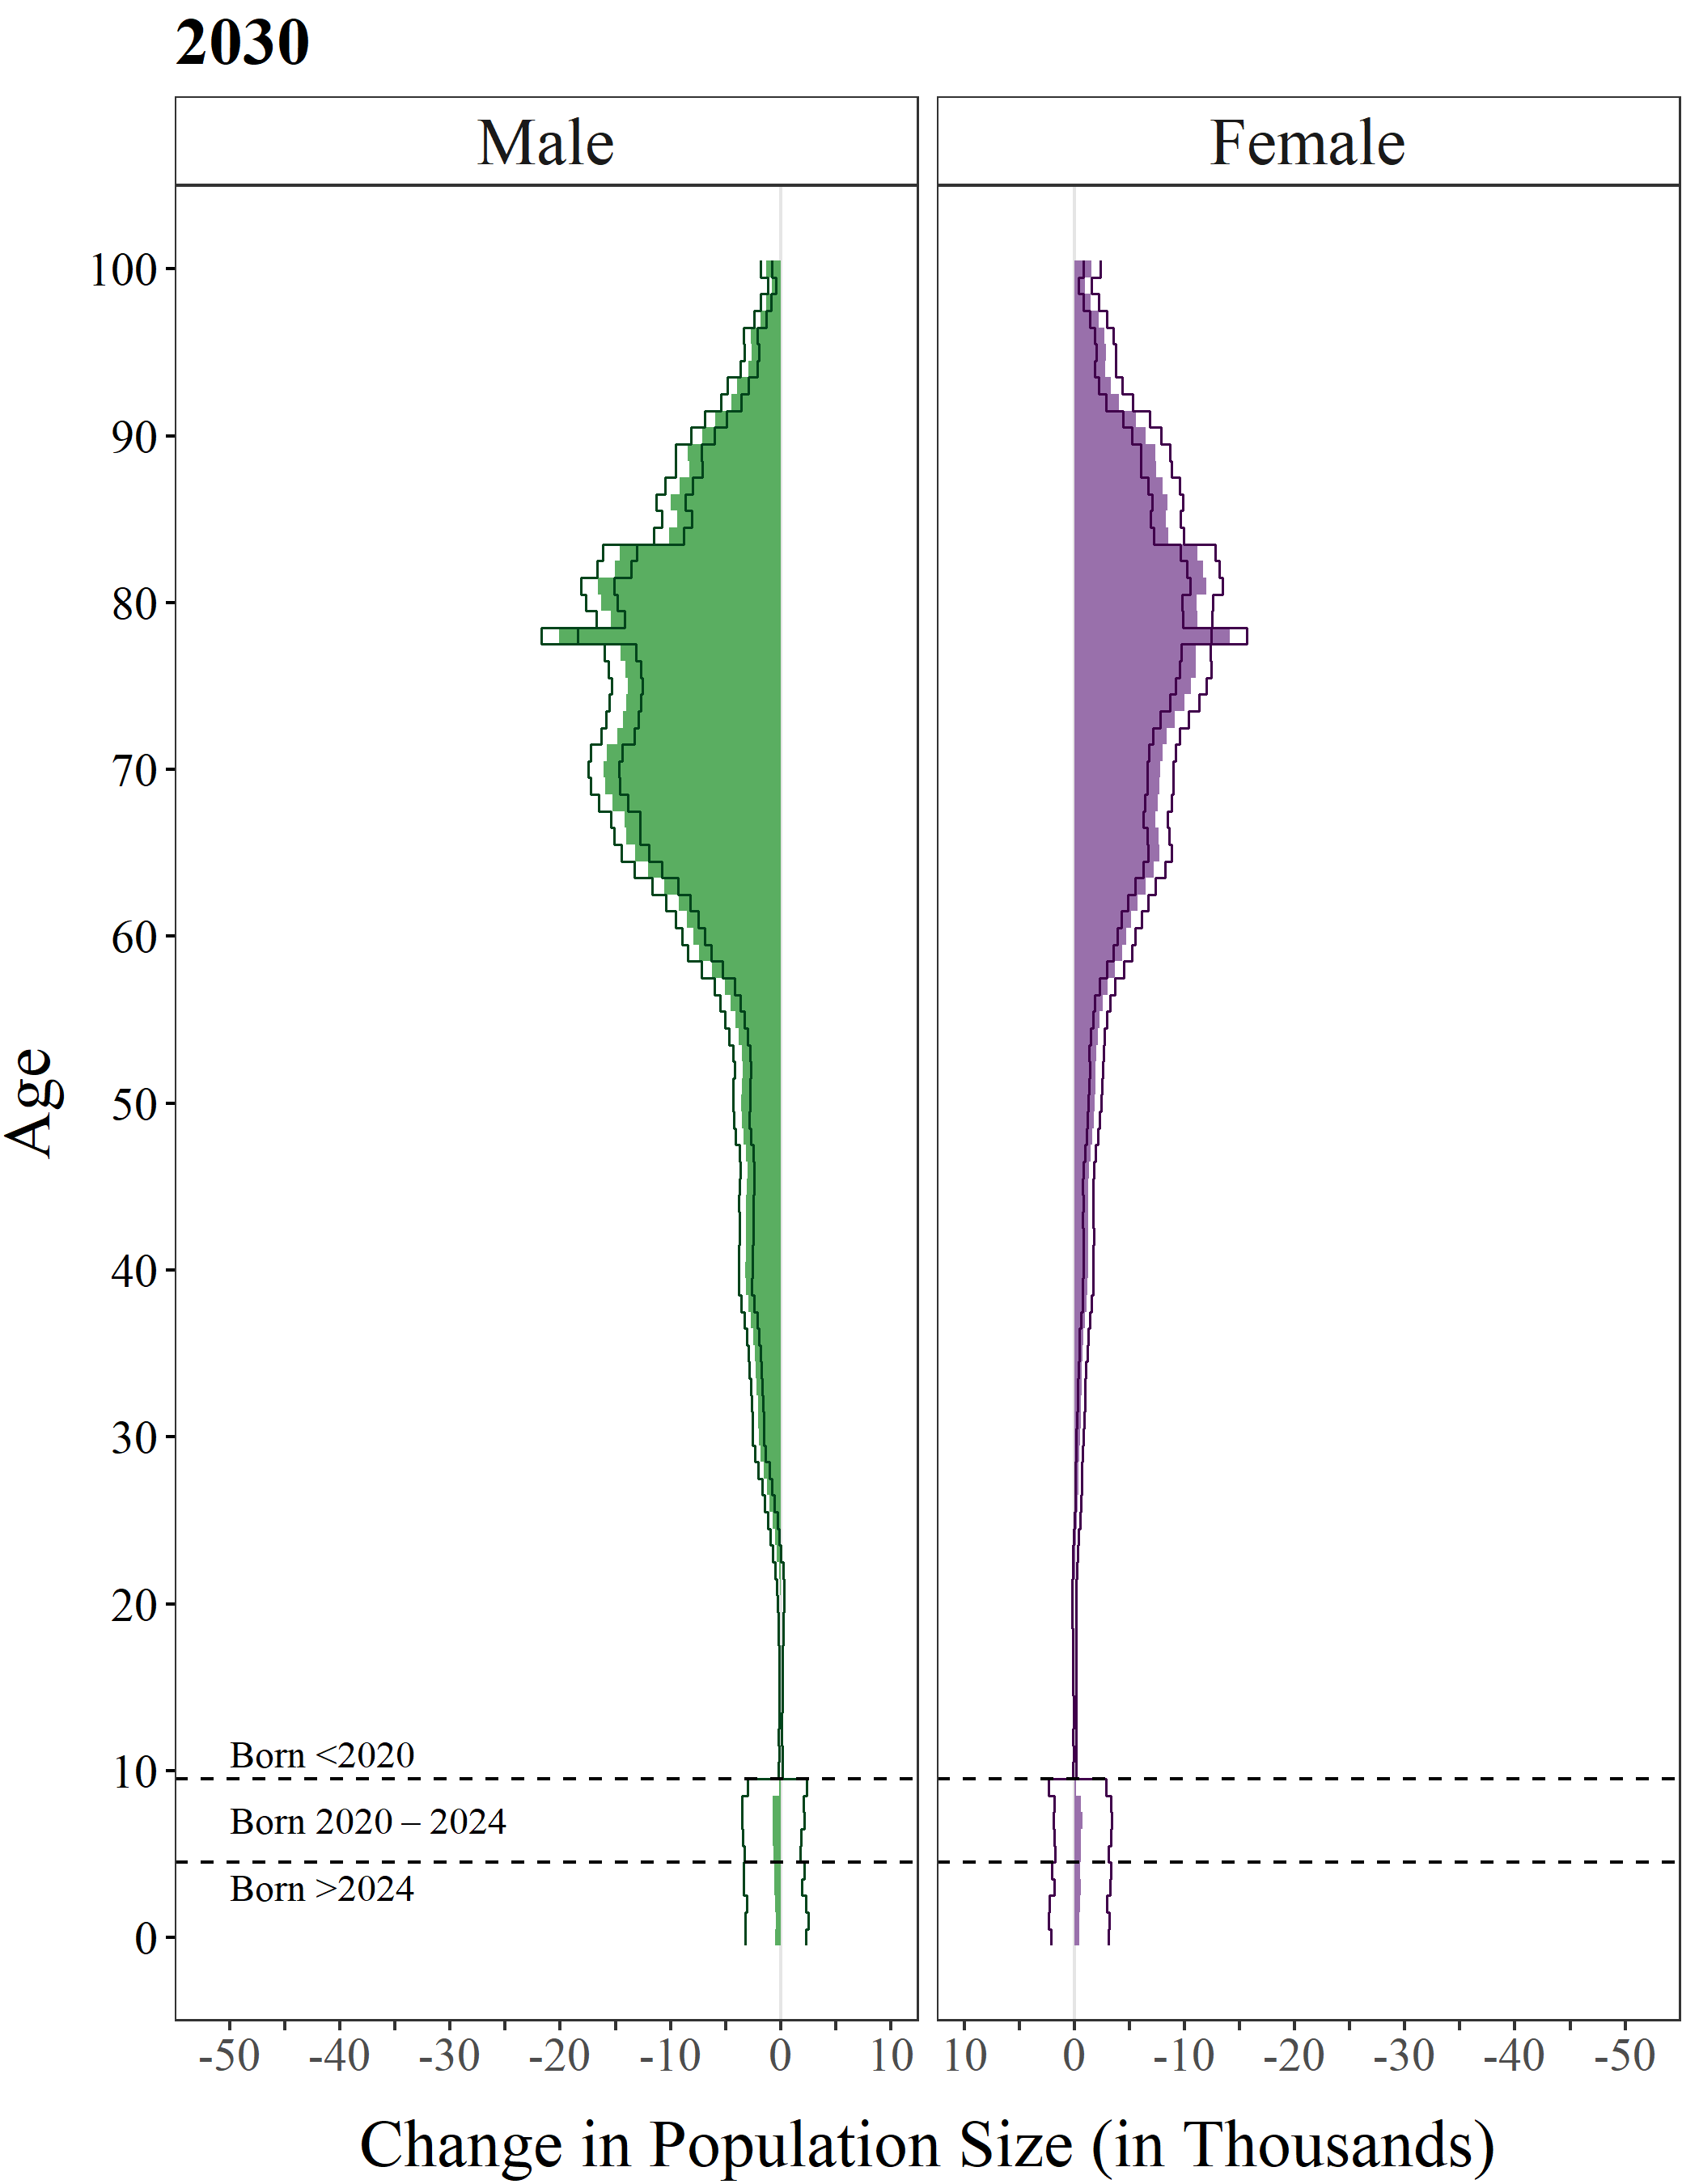 2030
Male
Female
Age
100
90
80
70
60
50
40
30
20
10
0
Born <2020
Born 2020 – 2024
Born >2024
-50 -40 -30 -20 -10 0 10
10 0 -10 -20 -30 -40 -50
Change in Population Size (in Thousands)